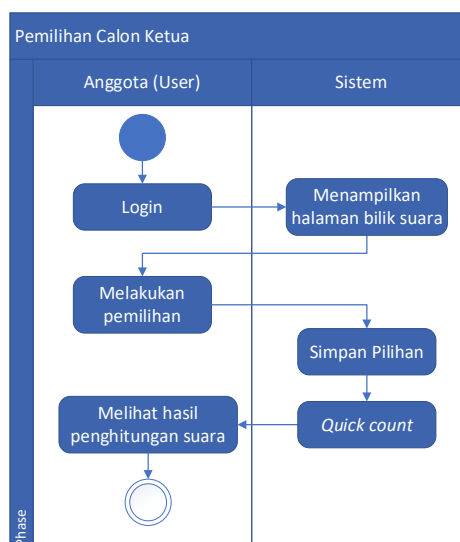 Pemilihan Calon Ketua
Anggota (User)
Sistem
Login
Menampilkan
halaman bilik suara
Melakukan
pemilihan
Simpan Pilihan
Quick count
Melihat hasil
penghitungan suara
Phase